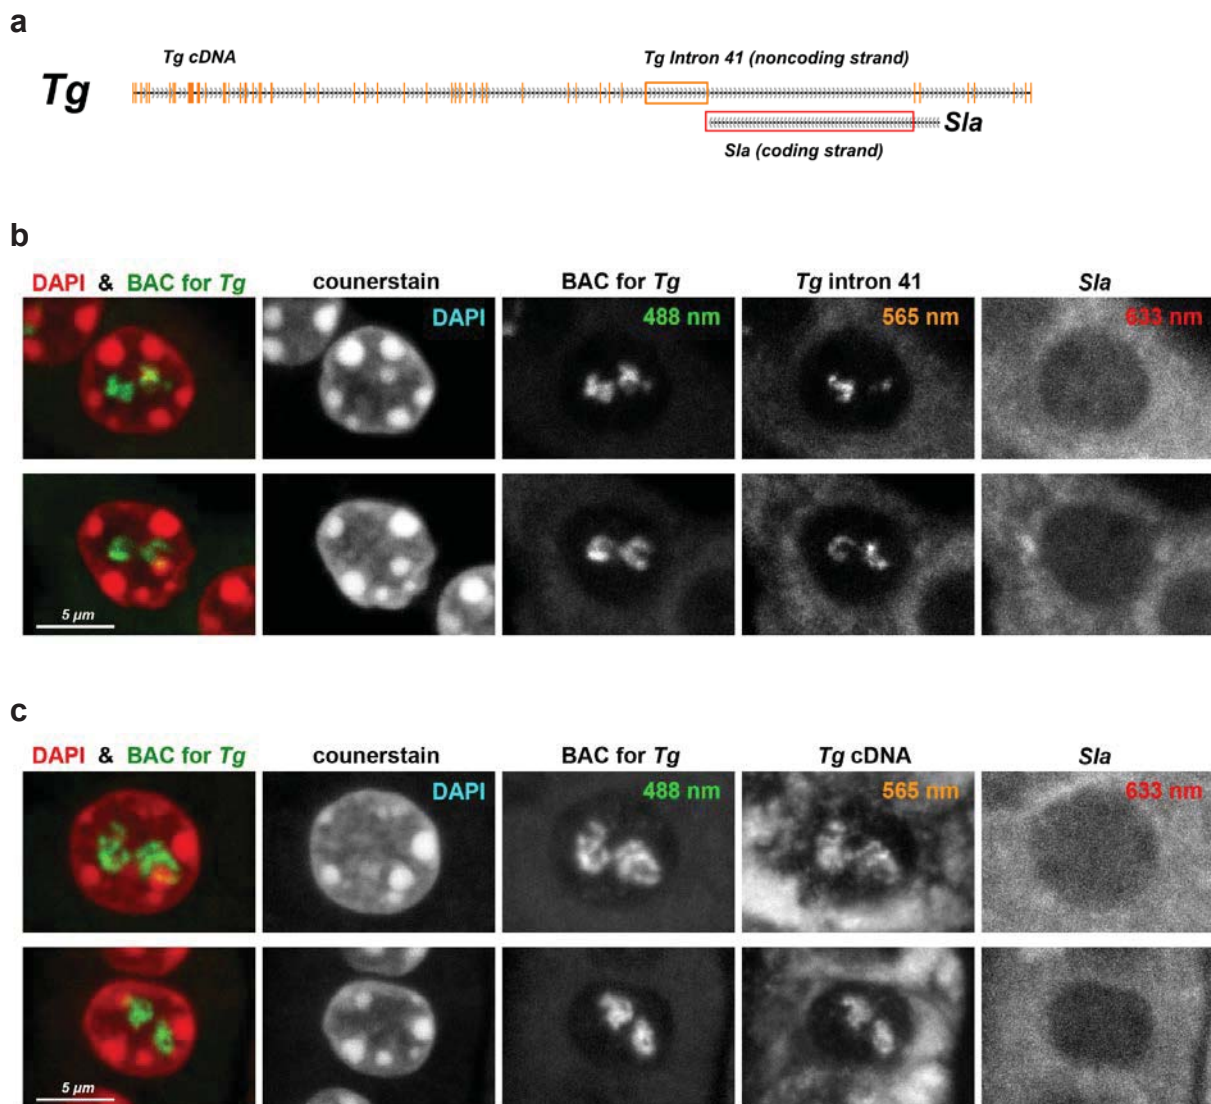 a
Tg cDNA
Tg Intron 41 (noncoding strand)
Tg
Sla
Sla (coding strand)
b
DAPI & BAC for Tg
counerstain
BAC for Tg
Tg intron 41
Sla
DAPI
488 nm
565 nm
633 nm
5 µm
c
DAPI & BAC for Tg
counerstain
BAC for Tg
Tg cDNA
Sla
DAPI
488 nm
565 nm
633 nm
5 µm